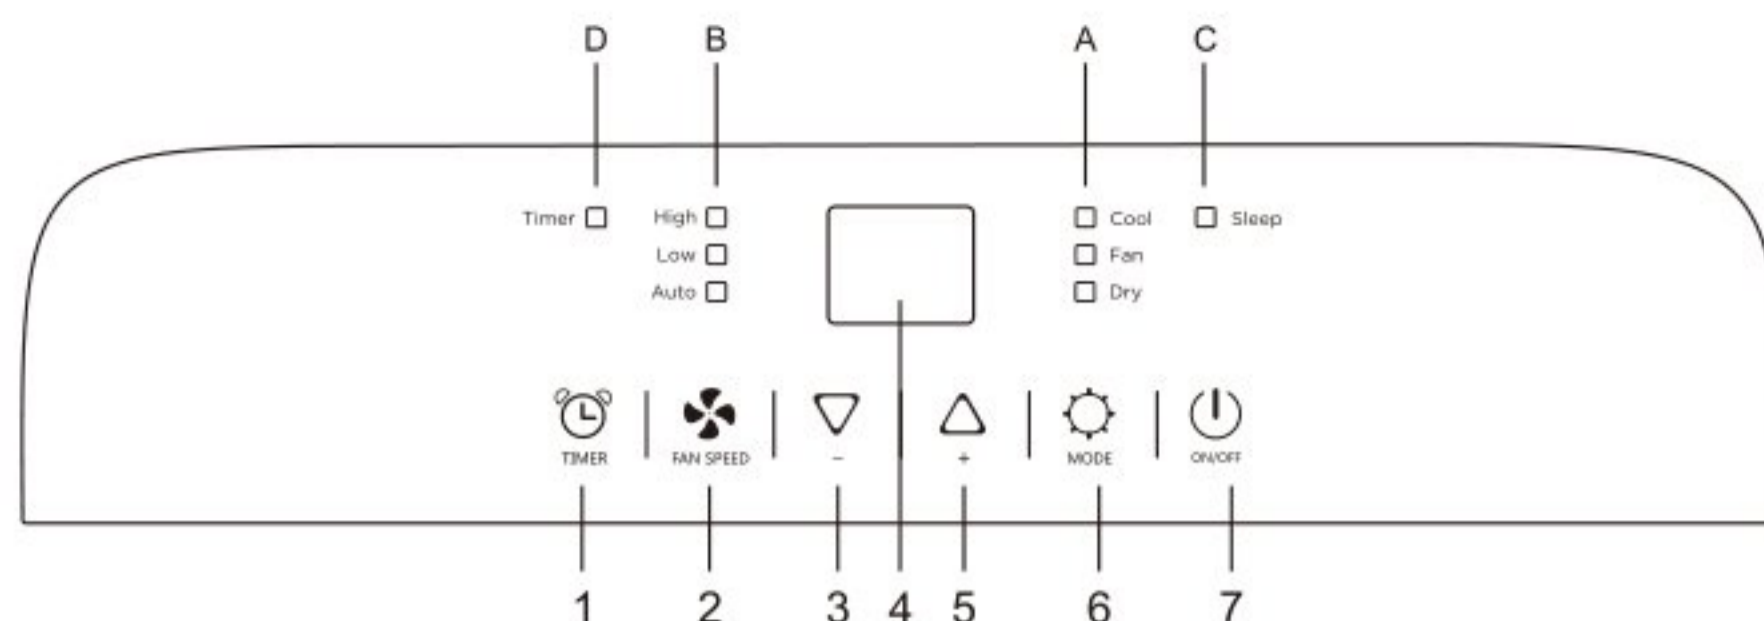 D B A C
Timer High Cool Sleep
Low Fan
Auto Dry
TIMER FAN SPEED − + MODE ON/OFF
1 2 3 4 5 6 7